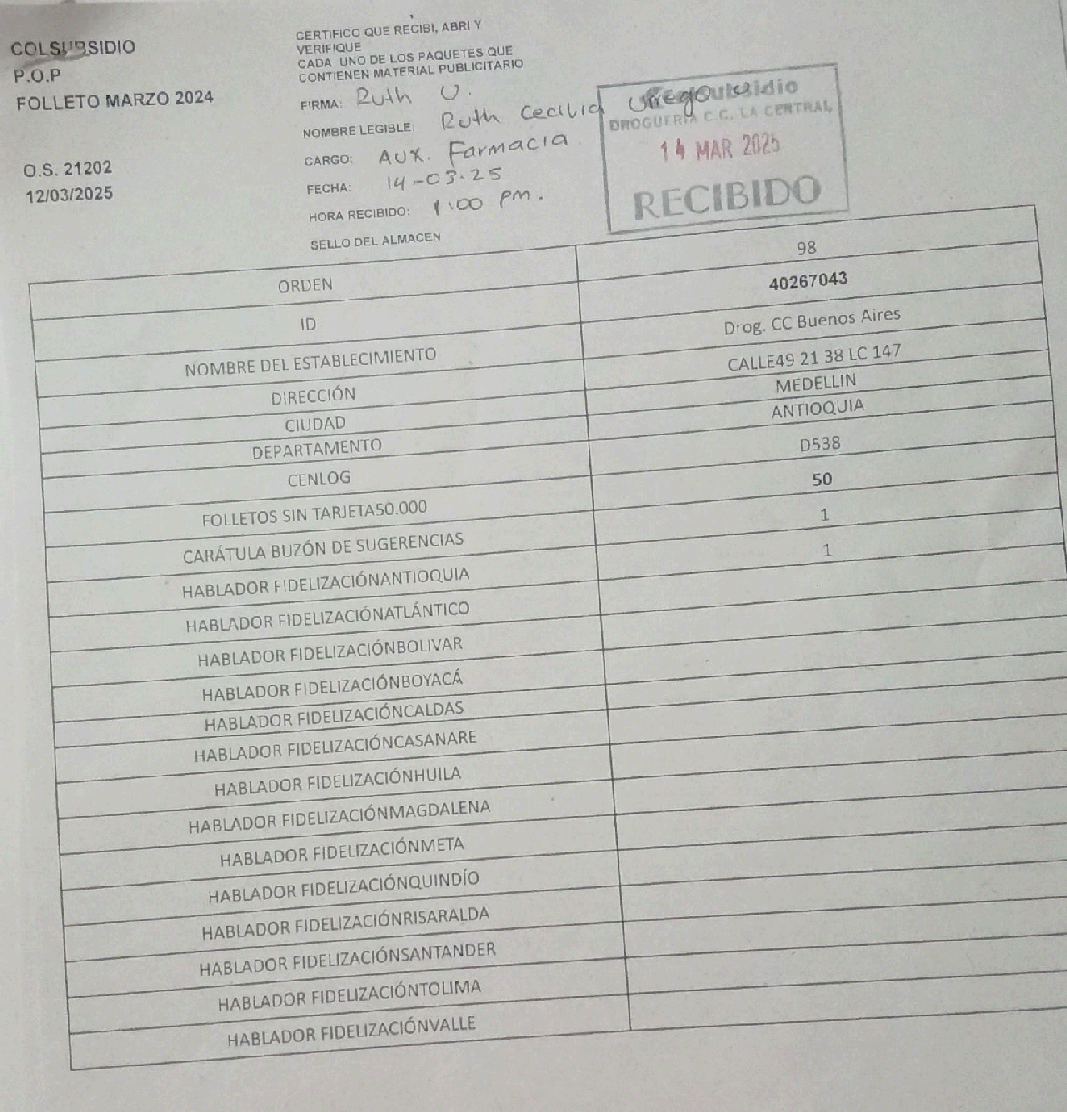 COLSUBSIDIO
P.O.P
FOLLETO MARZO 2024
O.S. 21202
12/03/2025
CERTIFICO QUE RECIBI, ABRI Y
VERIFIQUE
CADA UNO DE LOS PAQUETES QUE
CONTIENEN MATERIAL PUBLICITARIO
FIRMA: Ruth U.
NOMBRE LEGIBLE: Ruth Cecilia
CARGO: AUX. Farmacia
FECHA: 14-03-25
HORA RECIBIDO: 1:00 pm.
SELLO DEL ALMACEN
DROGUERIA C.C. LA CENTRAL
14 MAR 2025
RECIBIDO
ORDEN 98
ID 40267043
NOMBRE DEL ESTABLECIMIENTO Drog. CC Buenos Aires
DIRECCIÓN CALLE49 21 38 LC 147
CIUDAD MEDELLIN
DEPARTAMENTO ANTIOQUIA
CENLOG D538
FOLLETOS SIN TARJETA50.000 50
CARÁTULA BUZÓN DE SUGERENCIAS 1
HABLADOR FIDELIZACIÓNANTIOQUIA 1
HABLADOR FIDELIZACIÓNATLÁNTICO
HABLADOR FIDELIZACIÓNBOLIVAR
HABLADOR FIDELIZACIÓNBOYACÁ
HABLADOR FIDELIZACIÓNCALDAS
HABLADOR FIDELIZACIÓNCASANARE
HABLADOR FIDELIZACIÓNHUILA
HABLADOR FIDELIZACIÓNMAGDALENA
HABLADOR FIDELIZACIÓNMETA
HABLADOR FIDELIZACIÓNQUINDÍO
HABLADOR FIDELIZACIÓNRISARALDA
HABLADOR FIDELIZACIÓNSANTANDER
HABLADOR FIDELIZACIÓNTOLIMA
HABLADOR FIDELIZACIÓNVALLE